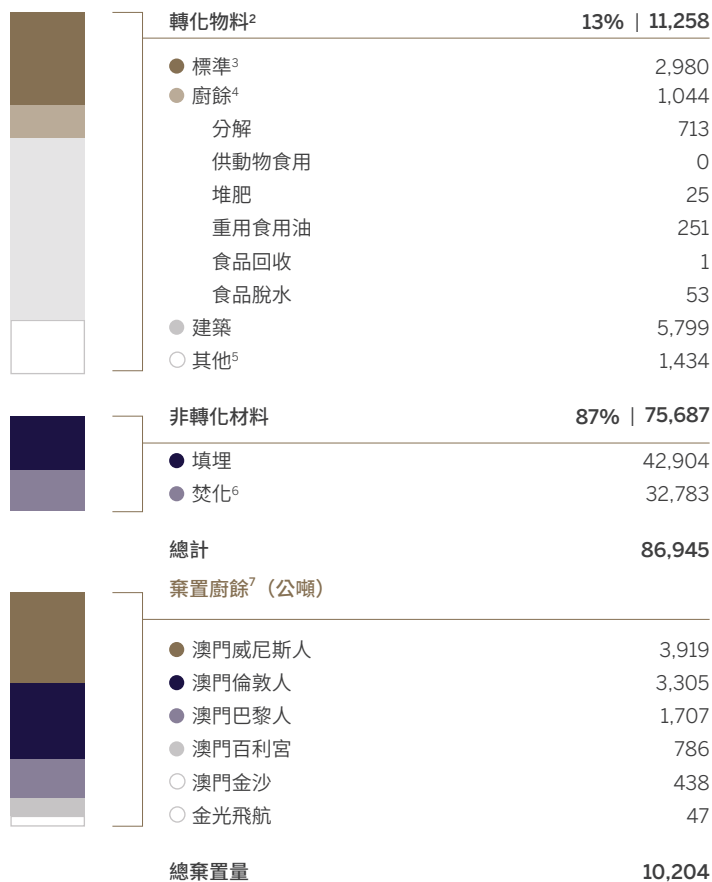 轉化物料² 13% | 11,258
標準³ 2,980
廚餘⁴ 1,044
分解 713
供動物食用 0
堆肥 25
重用食用油 251
食品回收 1
食品脫水 53
建築 5,799
其他⁵ 1,434
非轉化材料 87% | 75,687
填埋 42,904
焚化⁶ 32,783
總計 86,945
棄置廚餘⁷（公噸）
澳門威尼斯人 3,919
澳門倫敦人 3,305
澳門巴黎人 1,707
澳門百利宮 786
澳門金沙 438
金光飛航 47
總棄置量 10,204